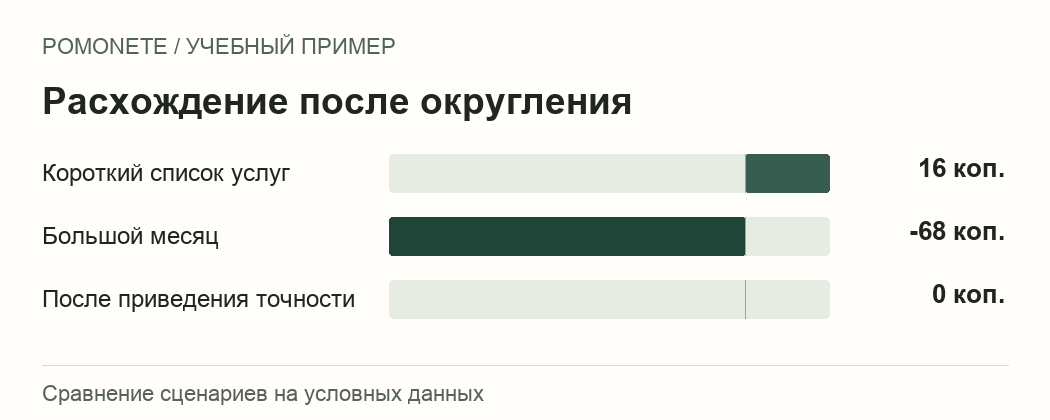 POMONETE / УЧЕБНЫЙ ПРИМЕР
Расхождение после округления
Короткий список услуг 16 коп.
Большой месяц -68 коп.
После приведения точности 0 коп.
Сравнение сценариев на условных данных